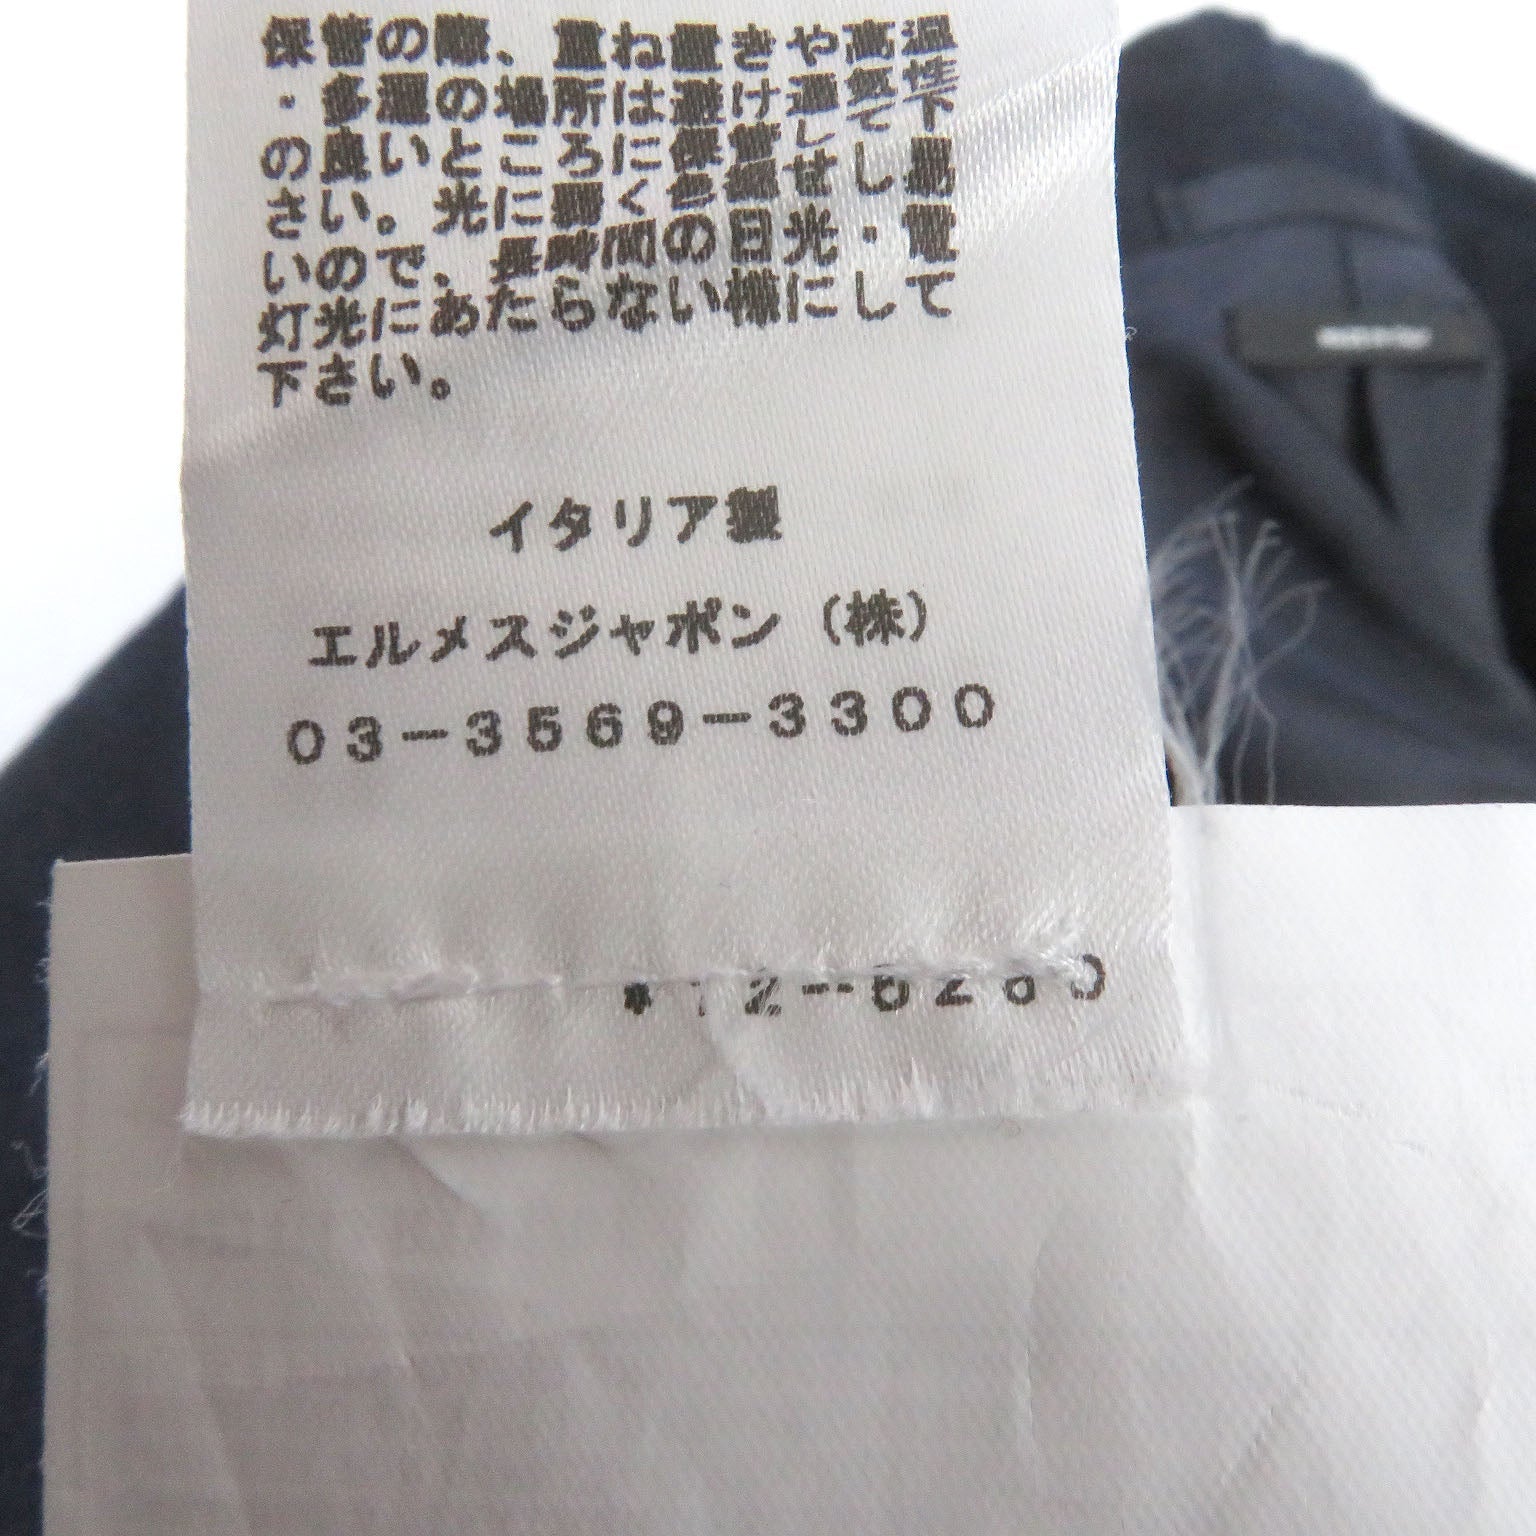 保管の際、重ね置きや高温
・多湿の場所は避け通気性
の良いところに保管して下
さい。光に弱く色褪せし易
いので、長時間の日光・電
灯光にあたらない様にして
下さい。
イタリア製
エルメスジャポン（株）
03-3569-3300